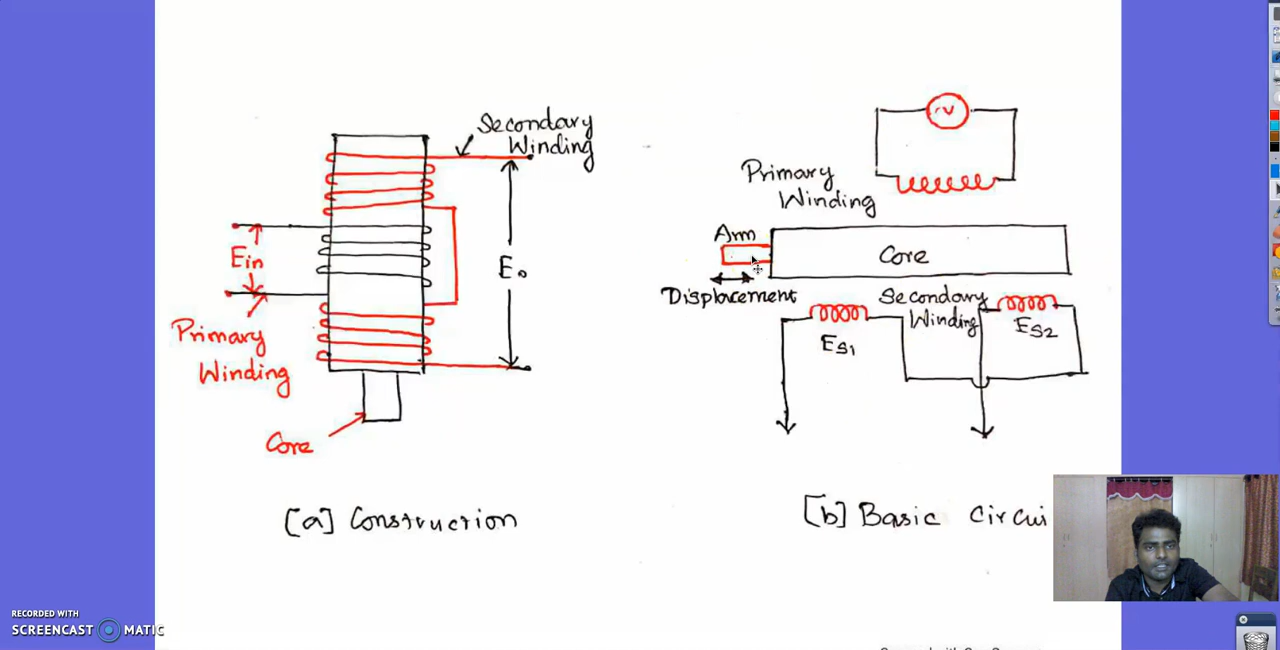 Secondary
Winding
Ein
Primary
Winding
Eo
Core
[a] Construction
Primary
Winding
Arm
Core
Displacement
Secondary
Winding
ES1
ES2
[b] Basic Circui
RECORDED WITH
SCREENCAST MATIC